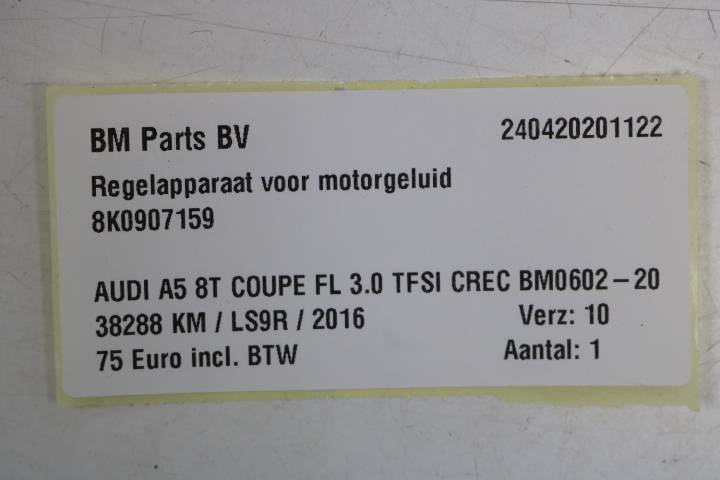 BM Parts BV 240420201122
Regelapparaat voor motorgeluid
8K0907159
AUDI A5 8T COUPE FL 3.0 TFSI CREC BM0602-20
38288 KM / LS9R / 2016 Verz: 10
75 Euro incl. BTW Aantal: 1